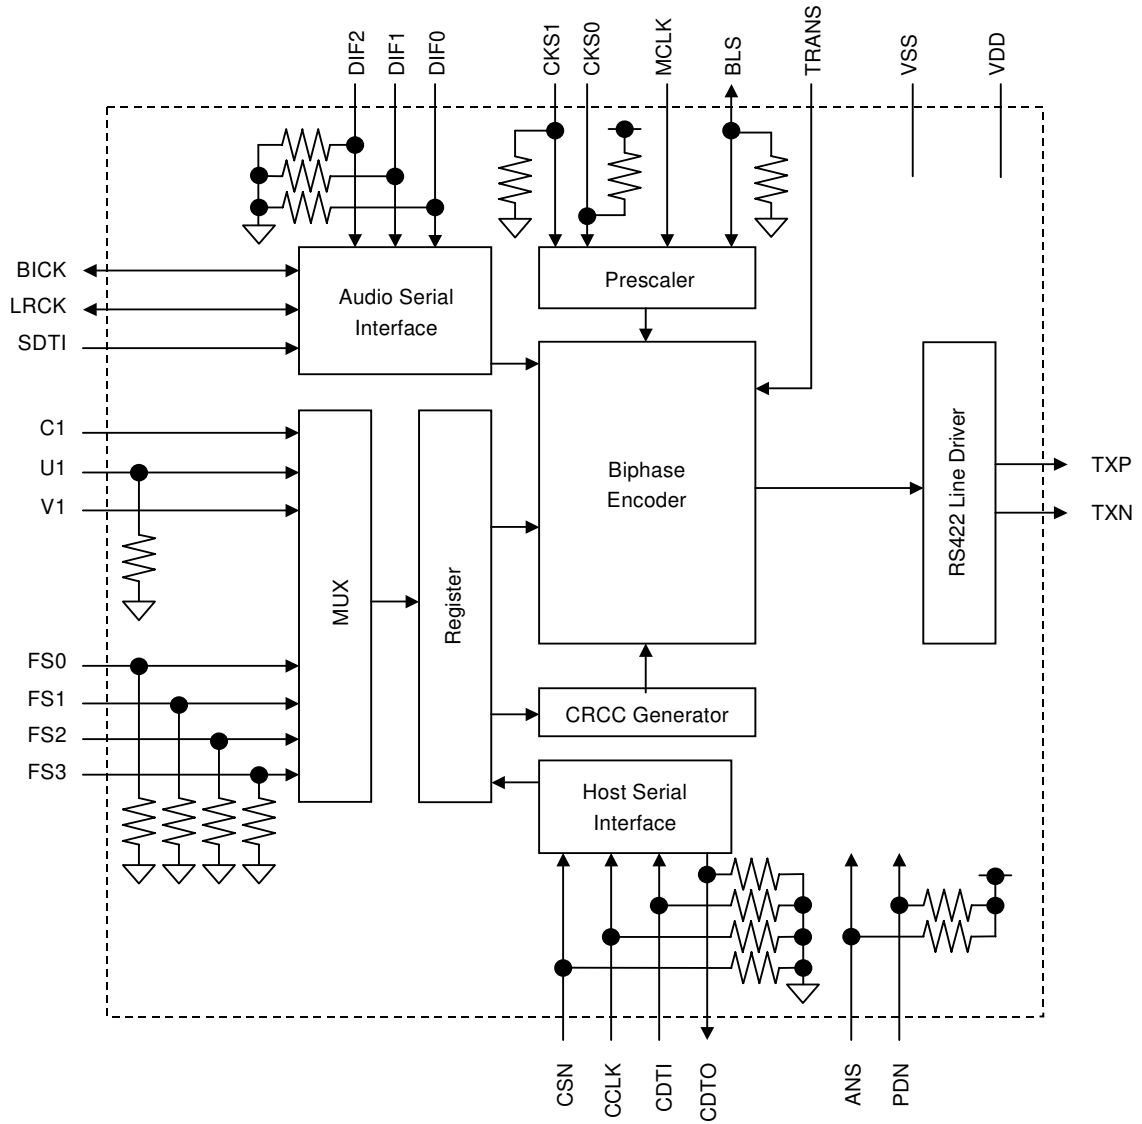 DIF2
DIF1
DIF0
CKS1
CKS0
MCLK
BLS
TRANS
VSS
VDD
BICK
LRCK
SDTI
Audio Serial
Interface
Prescaler
C1
U1
V1
MUX
Register
Biphase
Encoder
RS422 Line Driver
TXP
TXN
FS0
FS1
FS2
FS3
CRCC Generator
Host Serial
Interface
CSN
CCLK
CDTI
CDTO
ANS
PDN